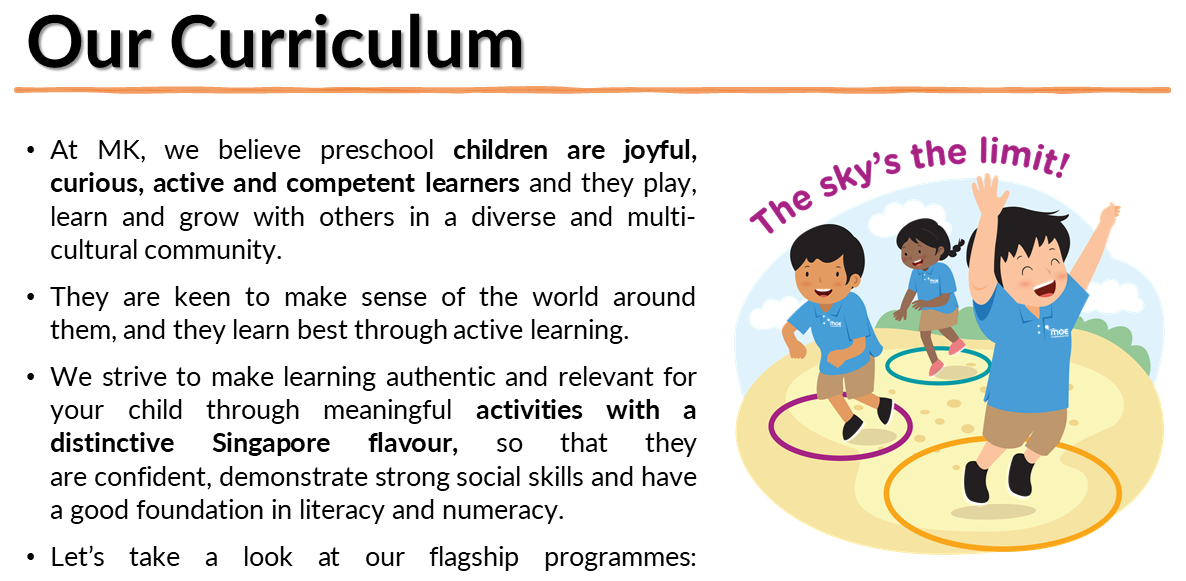 Our Curriculum
• At MK, we believe preschool children are joyful,
curious, active and competent learners and they play,
learn and grow with others in a diverse and multi-
cultural community.
• They are keen to make sense of the world around
them, and they learn best through active learning.
• We strive to make learning authentic and relevant for
your child through meaningful activities with a
distinctive Singapore flavour, so that they
are confident, demonstrate strong social skills and have
a good foundation in literacy and numeracy.
• Let’s take a look at our flagship programmes:
The sky’s the limit!
moe
moe
moe